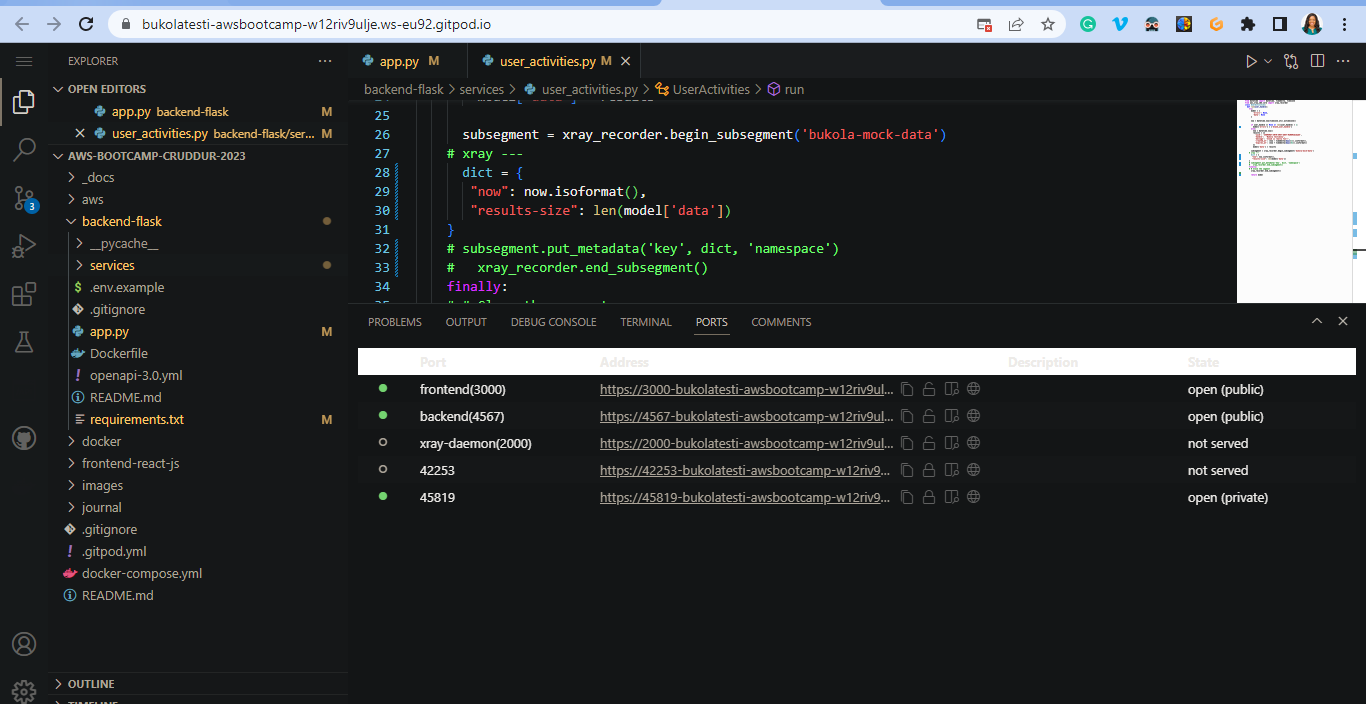 bukolatesti-awsbootcamp-w12riv9ulje.ws-eu92.gitpod.io
EXPLORER
OPEN EDITORS
app.py backend-flask M
user_activities.py backend-flask/ser... M
AWS-BOOTCAMP-CRUDDUR-2023
_docs
aws
backend-flask
__pycache__
services
$ .env.example
.gitignore
app.py M
Dockerfile
! openapi-3.0.yml
README.md
requirements.txt M
docker
frontend-react-js
images
journal
.gitignore
! .gitpod.yml
docker-compose.yml
README.md
OUTLINE
TIMELINE
3
app.py M
user_activities.py M
backend-flask > services > user_activities.py > UserActivities > run
25
26 subsegment = xray_recorder.begin_subsegment('bukola-mock-data')
27 # xray ---
28 dict = {
29 "now": now.isoformat(),
30 "results-size": len(model['data'])
31 }
32 # subsegment.put_metadata('key', dict, 'namespace')
33 #   xray_recorder.end_subsegment()
34 finally:
PROBLEMS OUTPUT DEBUG CONSOLE TERMINAL PORTS COMMENTS
Port Address Description State
frontend(3000) https://3000-bukolatesti-awsbootcamp-w12riv9ul... open (public)
backend(4567) https://4567-bukolatesti-awsbootcamp-w12riv9ul... open (public)
xray-daemon(2000) https://2000-bukolatesti-awsbootcamp-w12riv9ul... not served
42253 https://42253-bukolatesti-awsbootcamp-w12riv9... not served
45819 https://45819-bukolatesti-awsbootcamp-w12riv9... open (private)